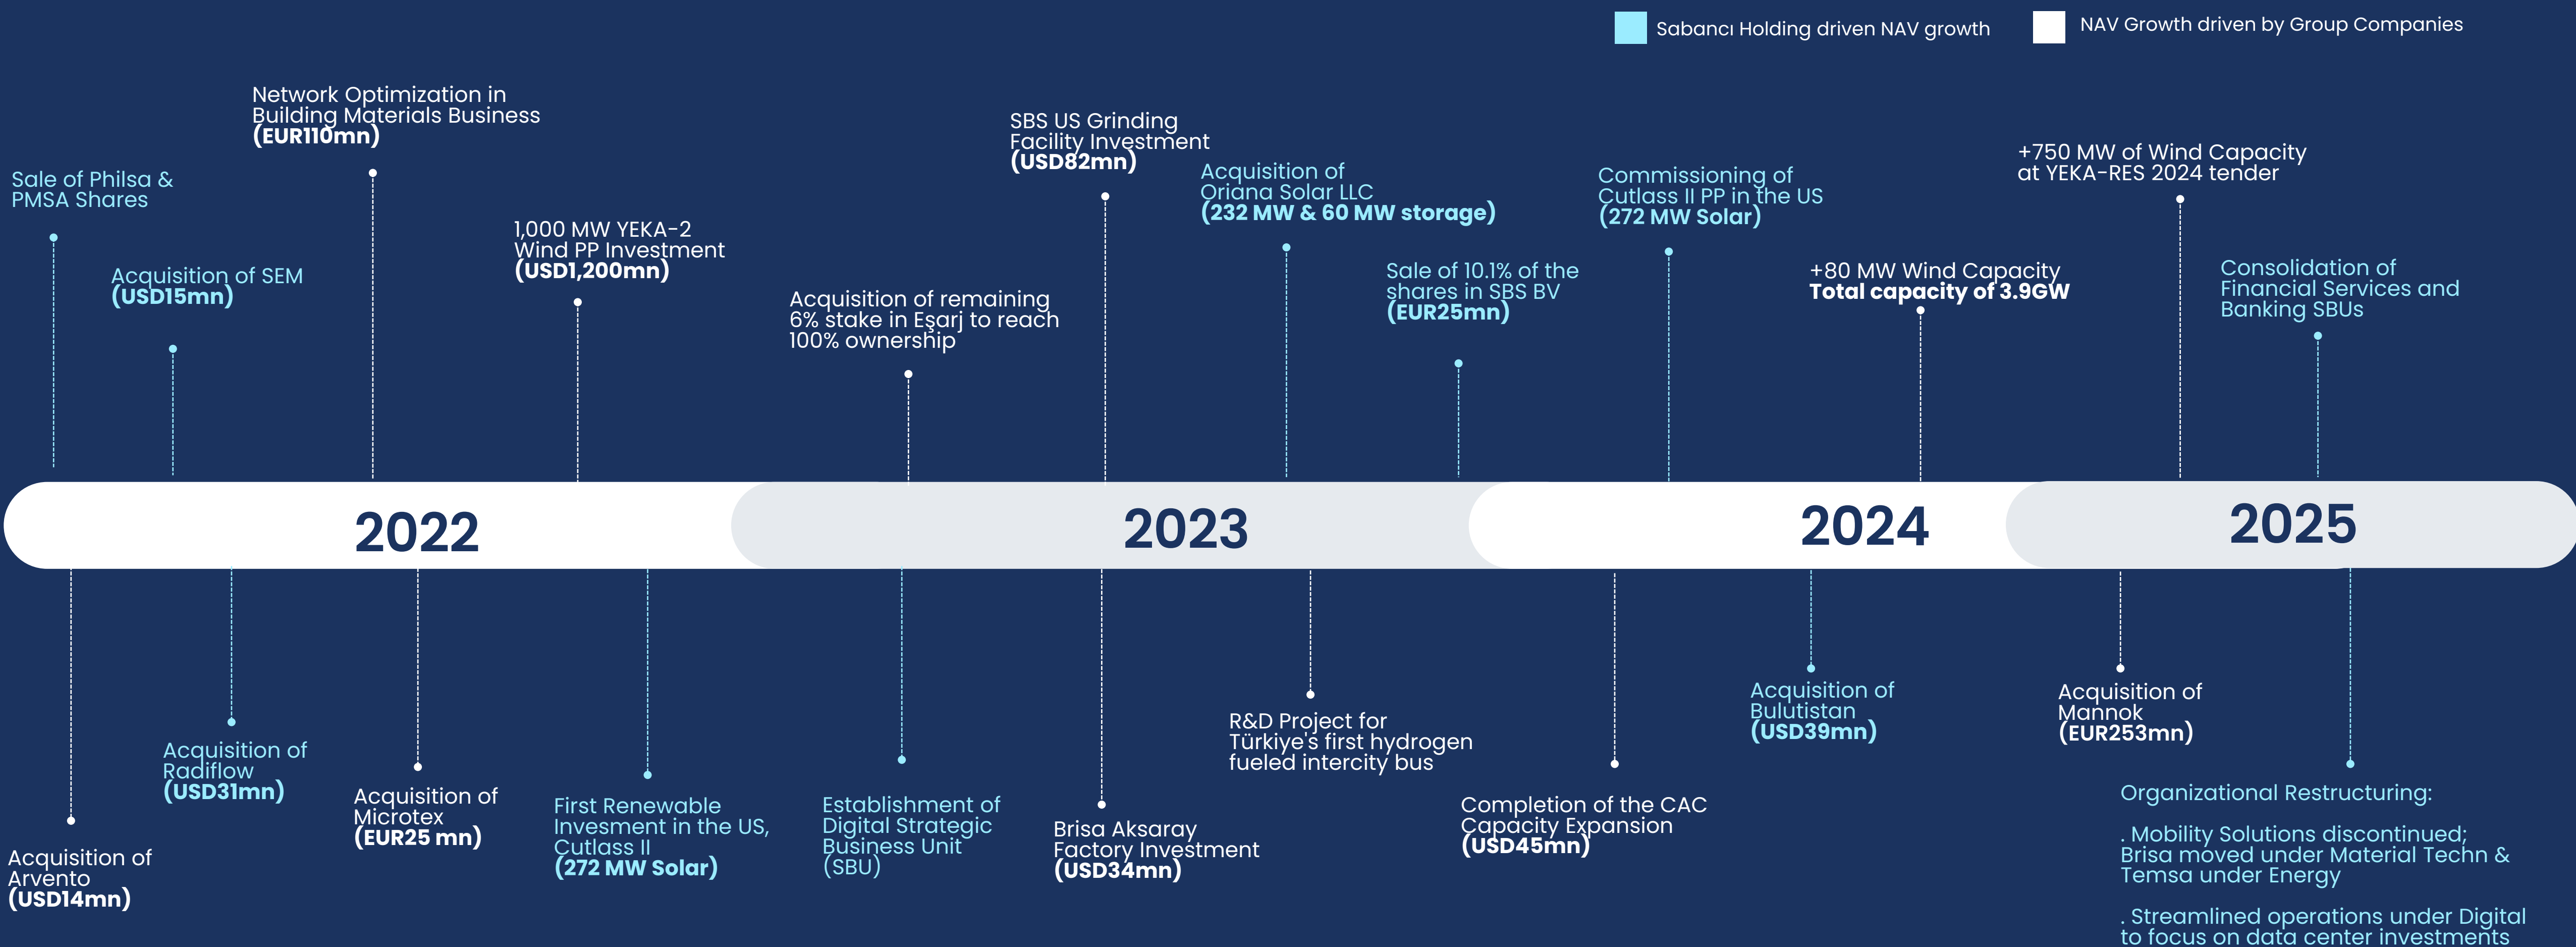 Sabancı Holding driven NAV growth
NAV Growth driven by Group Companies
Sale of Philsa &
PMSA Shares
Acquisition of SEM
(USD15mn)
Network Optimization in
Building Materials Business
(EUR110mn)
1,000 MW YEKA-2
Wind PP Investment
(USD1,200mn)
Acquisition of remaining
6% stake in Eşarj to reach
100% ownership
SBS US Grinding
Facility Investment
(USD82mn)
Acquisition of
Oriana Solar LLC
(232 MW & 60 MW storage)
Sale of 10.1% of the
shares in SBS BV
(EUR25mn)
Commissioning of
Cutlass II PP in the US
(272 MW Solar)
+80 MW Wind Capacity
Total capacity of 3.9GW
+750 MW of Wind Capacity
at YEKA-RES 2024 tender
Consolidation of
Financial Services and
Banking SBUs
2022
2023
2024
2025
Acquisition of
Arvento
(USD14mn)
Acquisition of
Radiflow
(USD31mn)
Acquisition of
Microtex
(EUR25 mn)
First Renewable
Invesment in the US,
Cutlass II
(272 MW Solar)
Establishment of
Digital Strategic
Business Unit
(SBU)
Brisa Aksaray
Factory Investment
(USD34mn)
R&D Project for
Türkiye's first hydrogen
fueled intercity bus
Completion of the CAC
Capacity Expansion
(USD45mn)
Acquisition of
Bulutistan
(USD39mn)
Acquisition of
Mannok
(EUR253mn)
Organizational Restructuring:
. Mobility Solutions discontinued;
Brisa moved under Material Techn &
Temsa under Energy
. Streamlined operations under Digital
to focus on data center investments